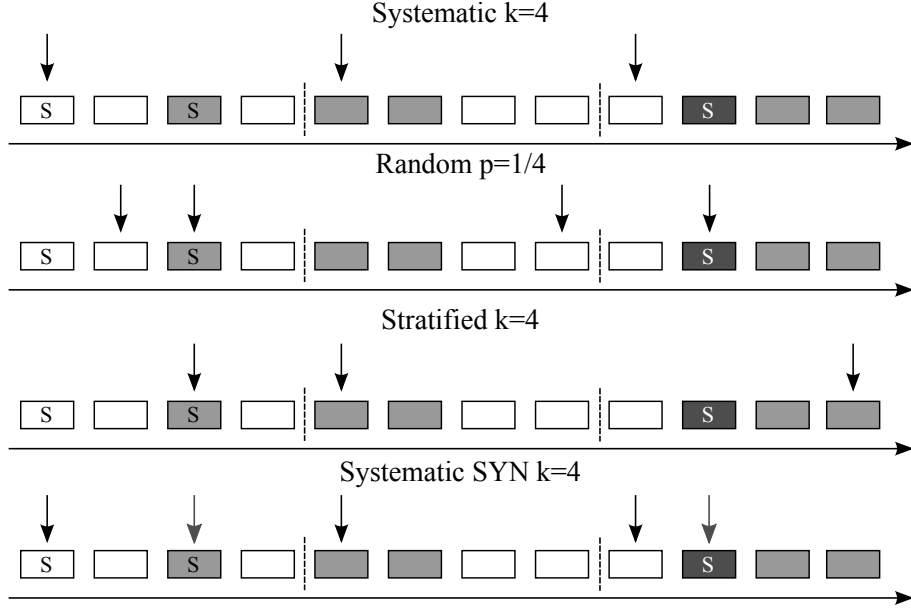 Systematic k=4
S S S
Random p=1/4
S S S
Stratified k=4
S S S
Systematic SYN k=4
S S S